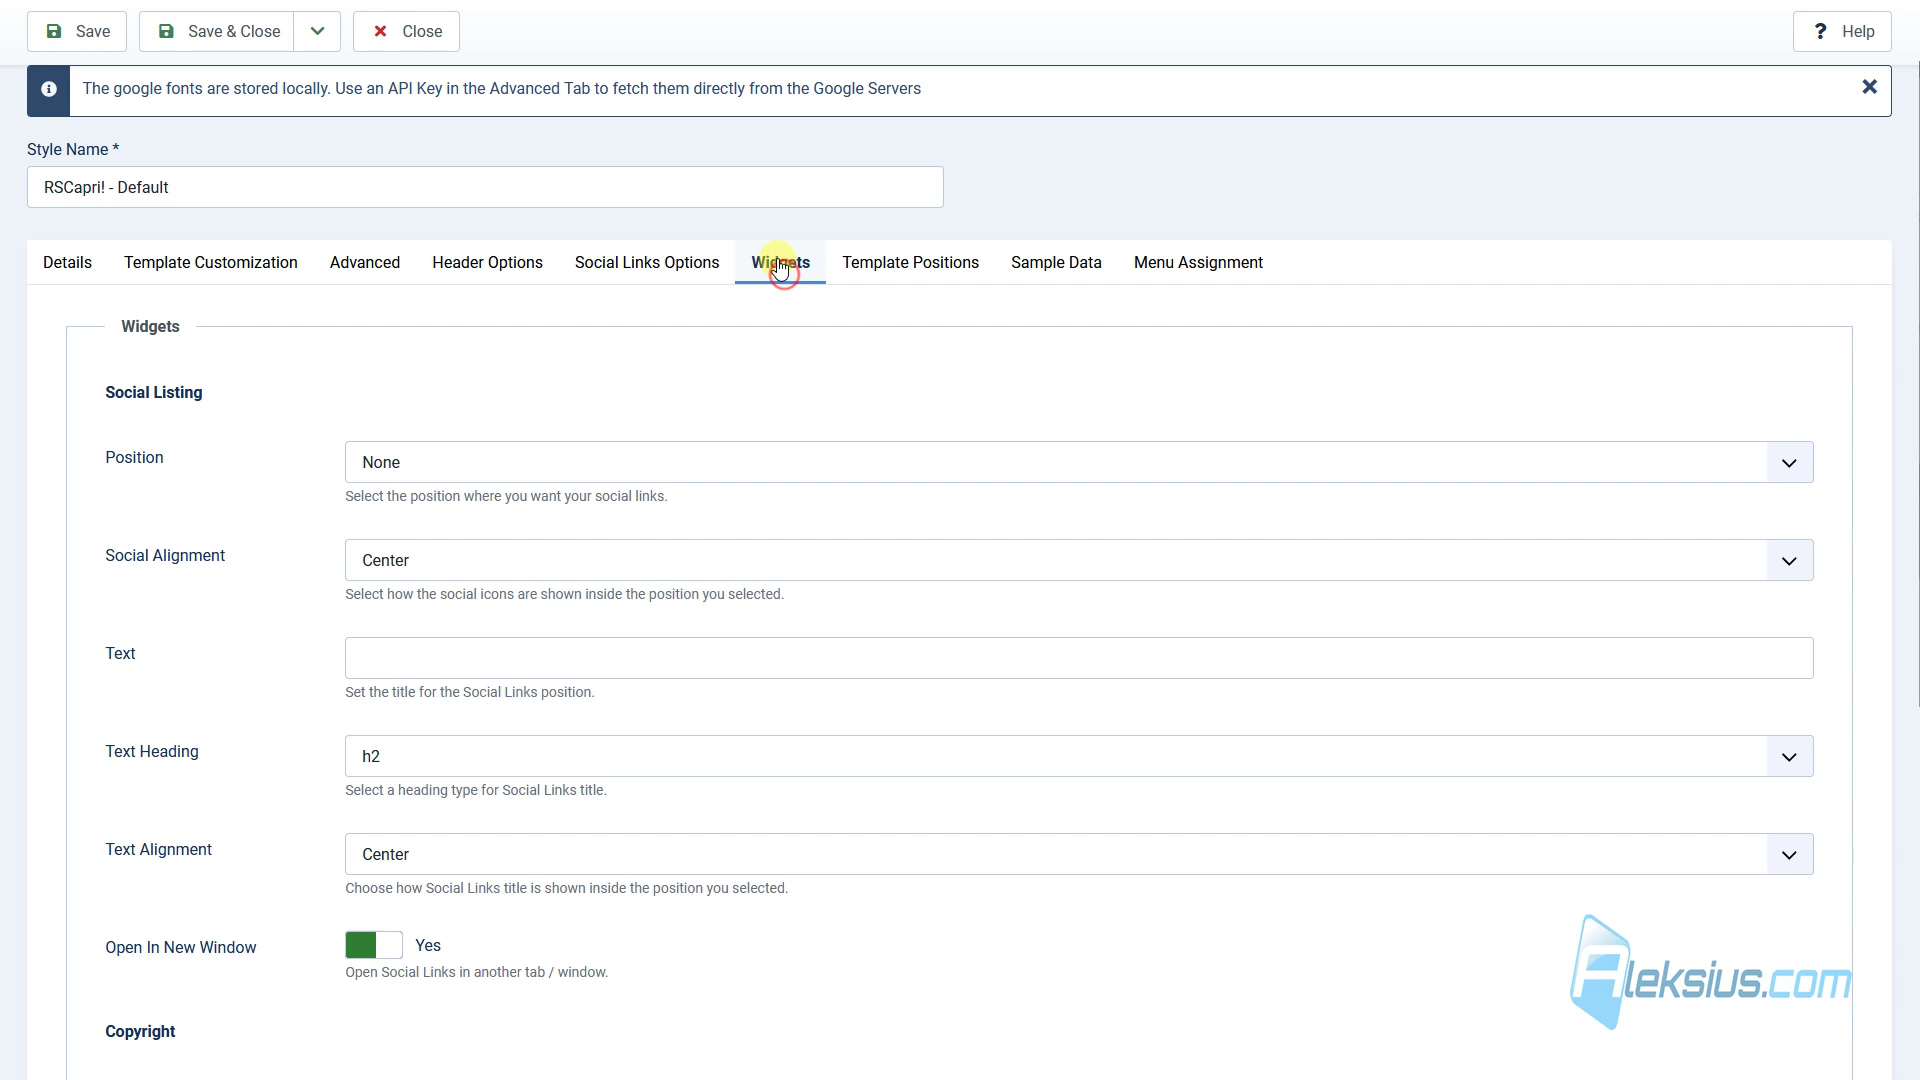 Save
Save & Close
Close
? Help
The google fonts are stored locally. Use an API Key in the Advanced Tab to fetch them directly from the Google Servers
Style Name *
RSCapri! - Default
Details Template Customization Advanced Header Options Social Links Options Widgets Template Positions Sample Data Menu Assignment
Widgets
Social Listing
Position
None
Select the position where you want your social links.
Social Alignment
Center
Select how the social icons are shown inside the position you selected.
Text
Set the title for the Social Links position.
Text Heading
h2
Select a heading type for Social Links title.
Text Alignment
Center
Choose how Social Links title is shown inside the position you selected.
Open In New Window
Yes
Open Social Links in another tab / window.
Aleksius.com
Copyright